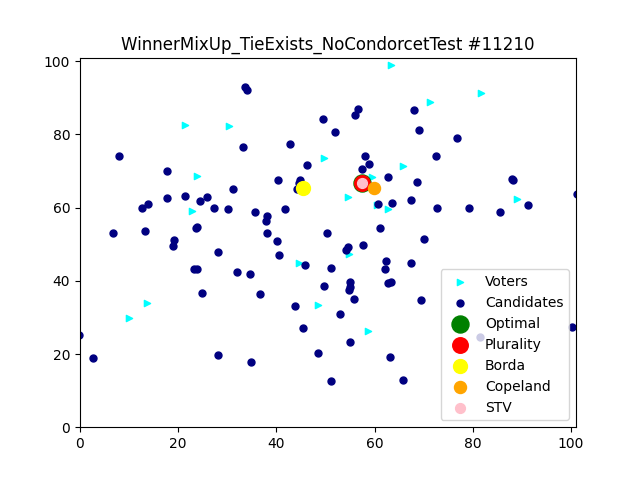 WinnerMixUp_TieExists_NoCondorcetTest #11210
100
80
60
40
20
0
0
20
40
60
80
100
Voters
Candidates
Optimal
Plurality
Borda
Copeland
STV